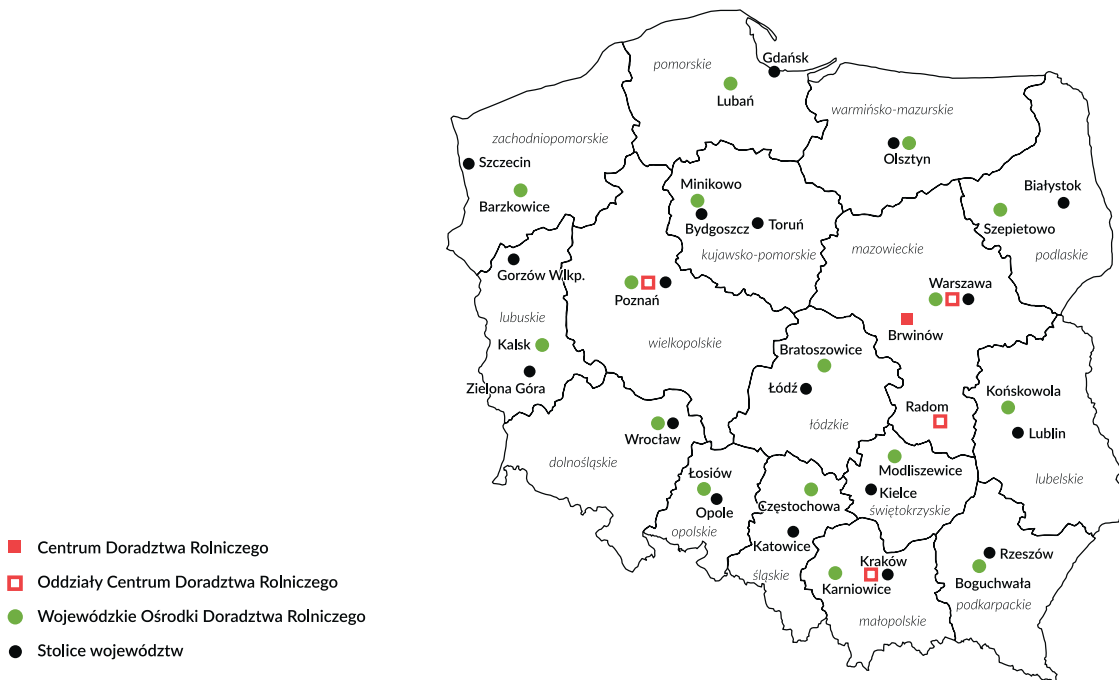 Gdańsk
pomorskie
Lubań
warmińsko-mazurskie
Olsztyn
zachodniopomorskie
Szczecin
Barzkowice
Minikowo
Bydgoszcz
Toruń
kujawsko-pomorskie
Białystok
Szepietowo
podlaskie
mazowieckie
Warszawa
Brwinów
Radom
Gorzów Wlkp.
lubuskie
Kalsk
Zielona Góra
Poznań
wielkopolskie
Bratoszowice
Łódź
łódzkie
Końskowola
Lublin
lubelskie
Wrocław
dolnośląskie
Łosiów
Opole
opolskie
Częstochowa
Katowice
śląskie
Modliszewice
Kielce
świętokrzyskie
Kraków
Karniowice
małopolskie
Rzeszów
Boguchwała
podkarpackie
Centrum Doradztwa Rolniczego
Oddziały Centrum Doradztwa Rolniczego
Wojewódzkie Ośrodki Doradztwa Rolniczego
Stolice województw